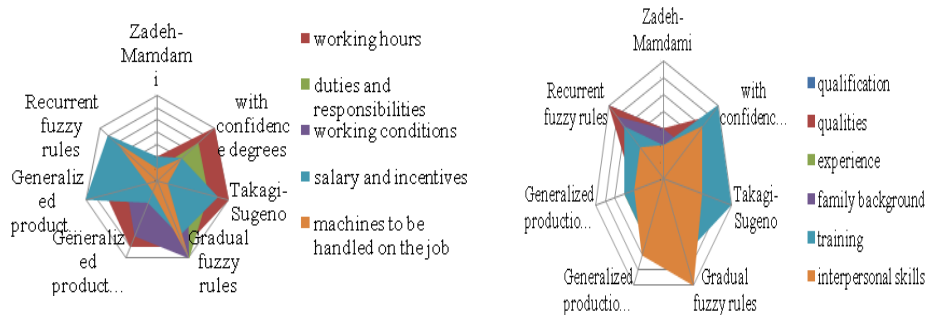 Zadeh-
Mamdam
i
with
confidenc
e degrees
Takagi-
Sugeno
Gradual
fuzzy rules
Generaliz
ed
product...
Generaliz
ed
product...
Recurrent
fuzzy
rules
working hours
duties and
responsibilities
working conditions
salary and incentives
machines to be
handled on the job
Zadeh-
Mamdami
with
confidenc...
Takagi-
Sugeno
Gradual
fuzzy rules
Generalized
productio...
Generalized
productio...
Recurrent
fuzzy rules
qualification
qualities
experience
family background
training
interpersonal skills